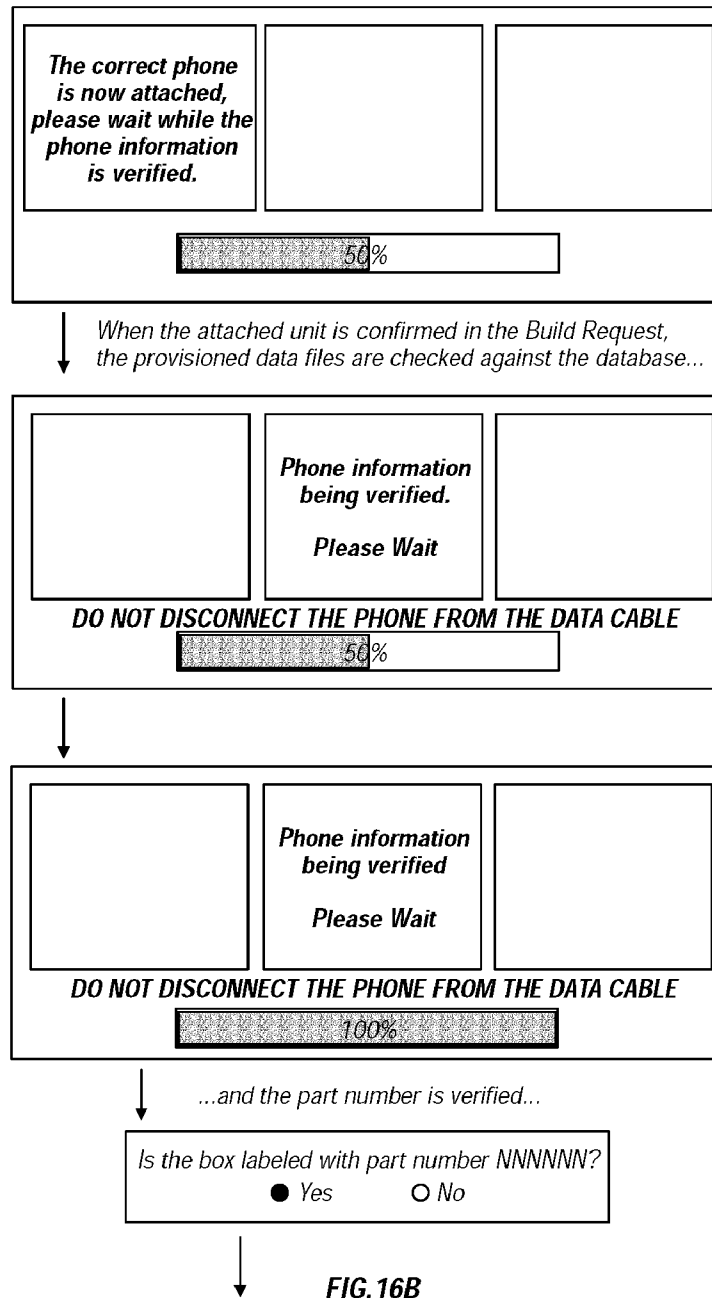 The correct phone
is now attached,
please wait while the
phone information
is verified.
50%
When the attached unit is confirmed in the Build Request,
the provisioned data files are checked against the database...
Phone information
being verified.
Please Wait
DO NOT DISCONNECT THE PHONE FROM THE DATA CABLE
50%
Phone information
being verified
Please Wait
DO NOT DISCONNECT THE PHONE FROM THE DATA CABLE
100%
...and the part number is verified...
Is the box labeled with part number NNNNNN?
Yes No
FIG.16B